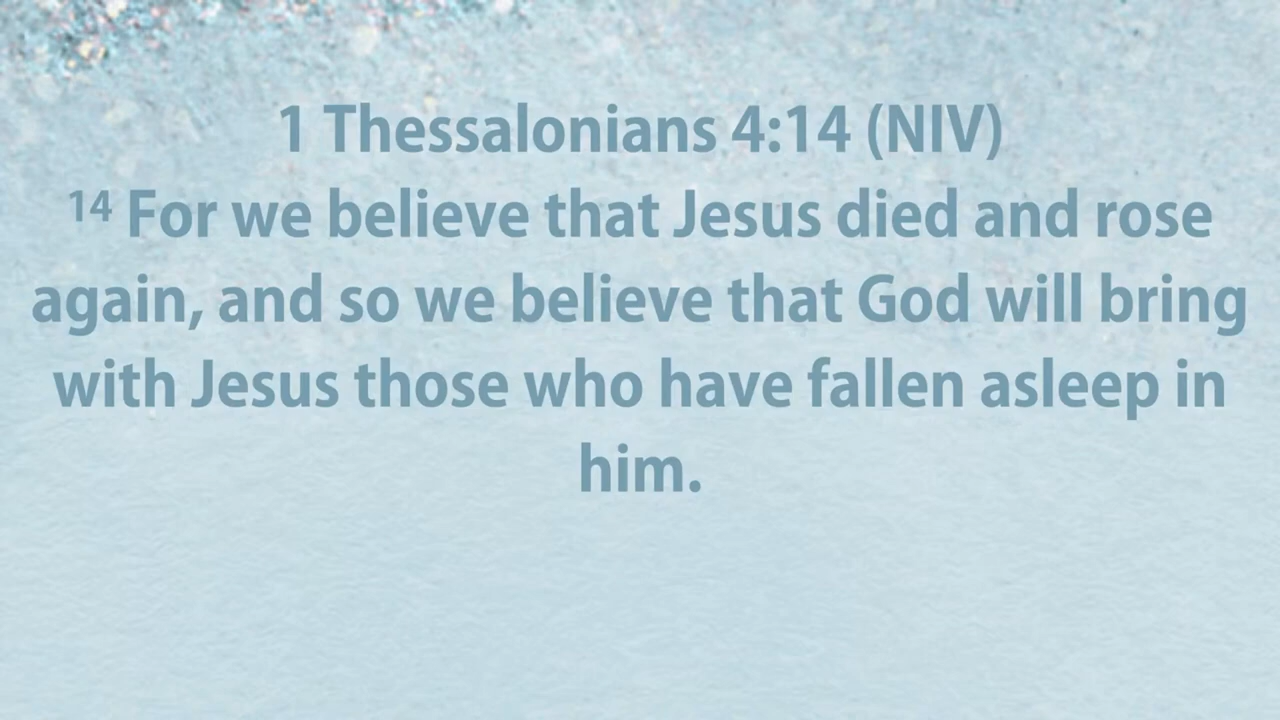 1 Thessalonians 4:14 (NIV)
14 For we believe that Jesus died and rose
again, and so we believe that God will bring
with Jesus those who have fallen asleep in
him.